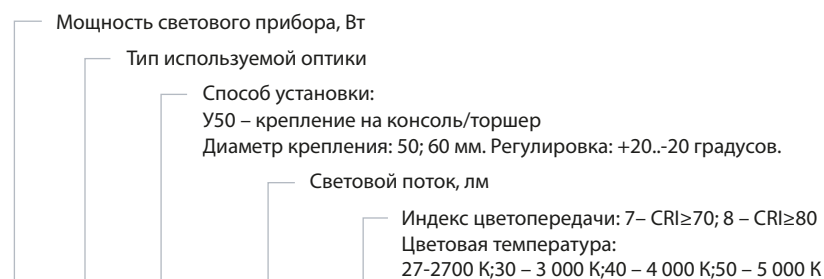 Мощность светового прибора, Вт
Тип используемой оптики
Способ установки:
У50 – крепление на консоль/торшер
Диаметр крепления: 50; 60 мм. Регулировка: +20..-20 градусов.
Световой поток, лм
Индекс цветопередачи: 7– CRI≥70; 8 – CRI≥80
Цветовая температура:
27-2700 К;30 – 3 000 К;40 – 4 000 К;50 – 5 000 К